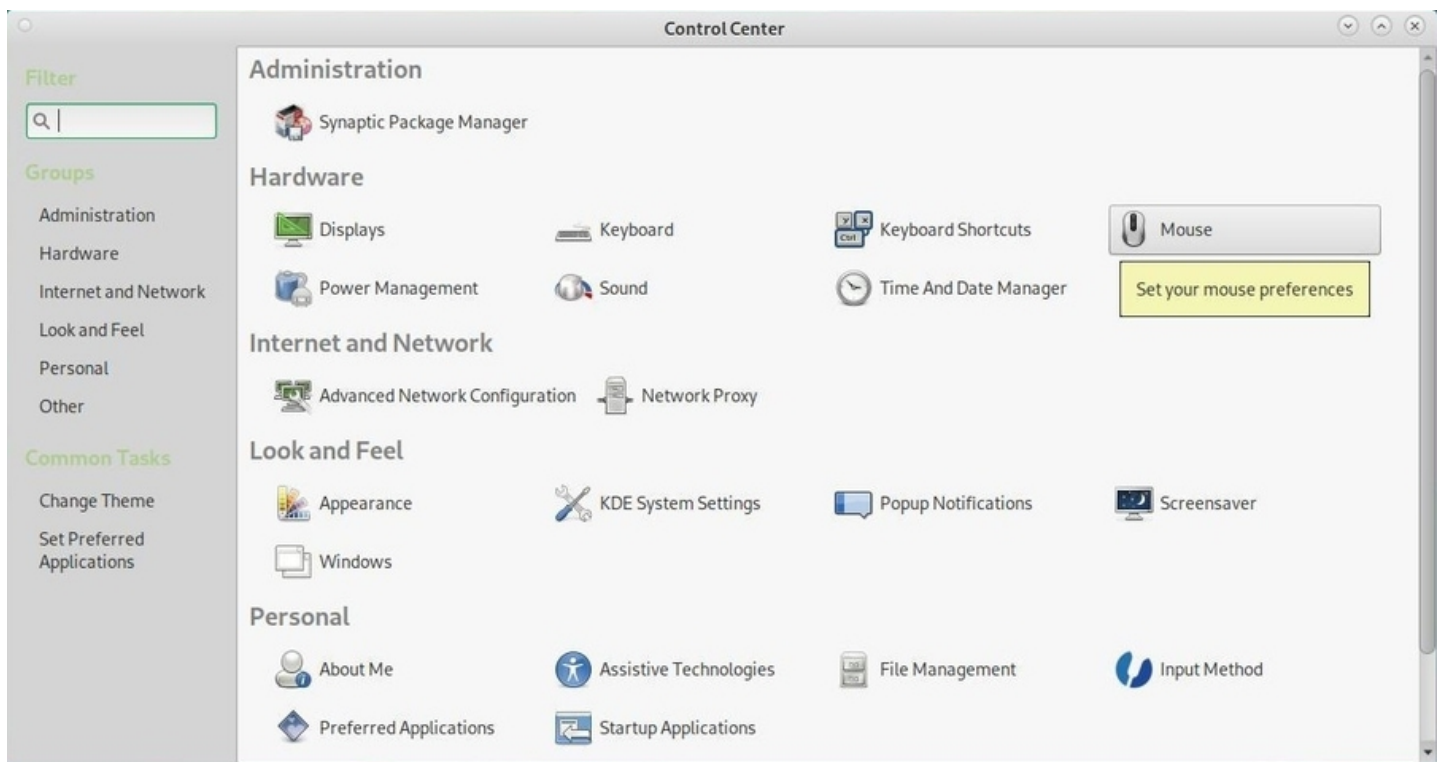 Control Center
Filter
Groups
Administration
Hardware
Internet and Network
Look and Feel
Personal
Other
Common Tasks
Change Theme
Set Preferred
Applications
Administration
Synaptic Package Manager
Hardware
Displays
Keyboard
Ctrl
Keyboard Shortcuts
Mouse
Power Management
Sound
Time And Date Manager
Set your mouse preferences
Internet and Network
Advanced Network Configuration
Network Proxy
Look and Feel
Appearance
KDE System Settings
Popup Notifications
Screensaver
Windows
Personal
About Me
Assistive Technologies
File Management
Input Method
Preferred Applications
Startup Applications